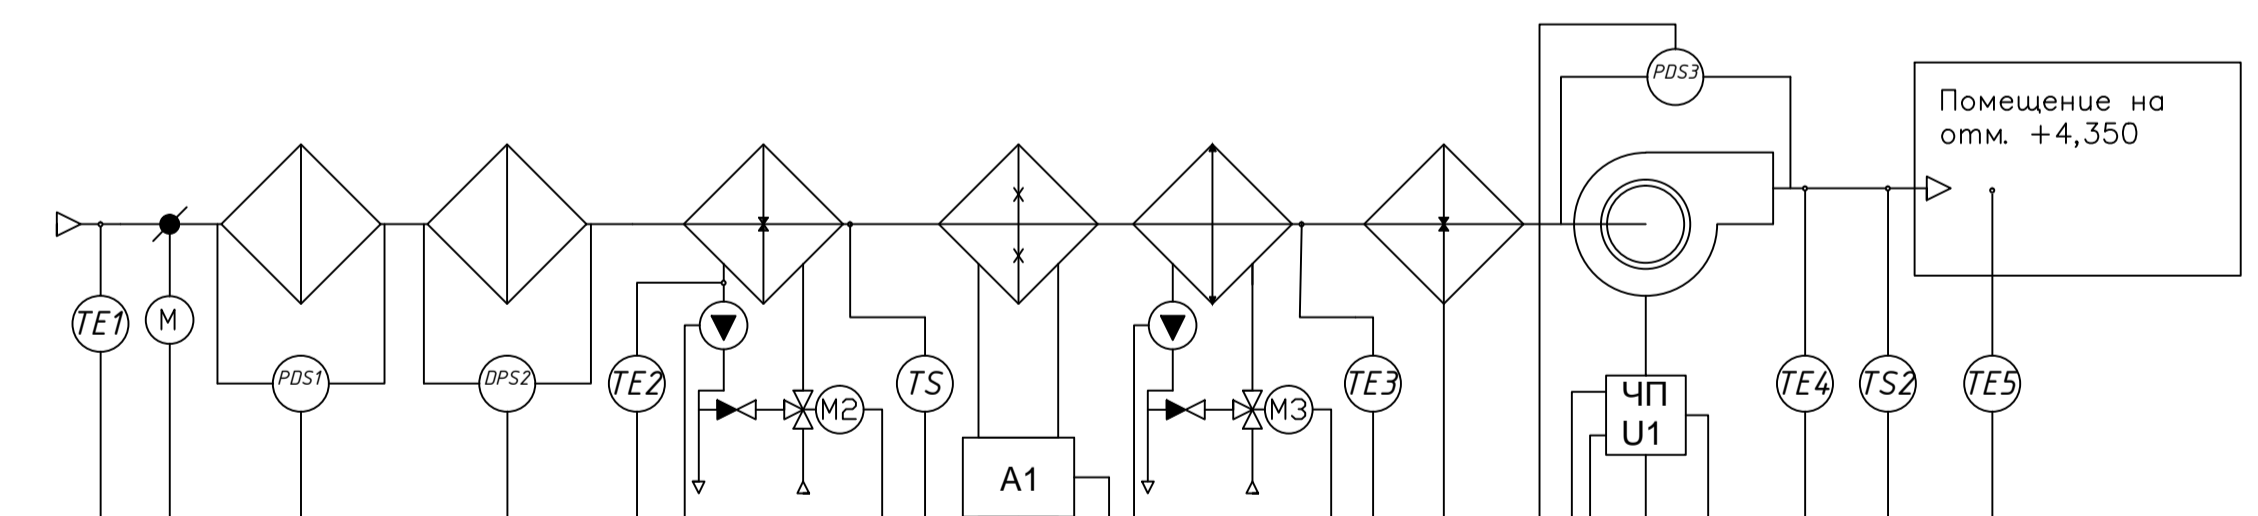 PDS3
Помещение на
отм. +4,350
TE1
M
PDS1
DPS2
TE2
M2
TS
A1
M3
TE3
ЧП
U1
TE4
TS2
TE5